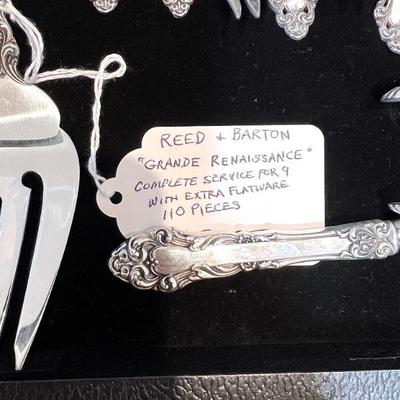 REED & BARTON
"GRANDE RENAISSANCE"
COMPLETE SERVICE FOR 9
WITH EXTRA FLATWARE
110 PIECES